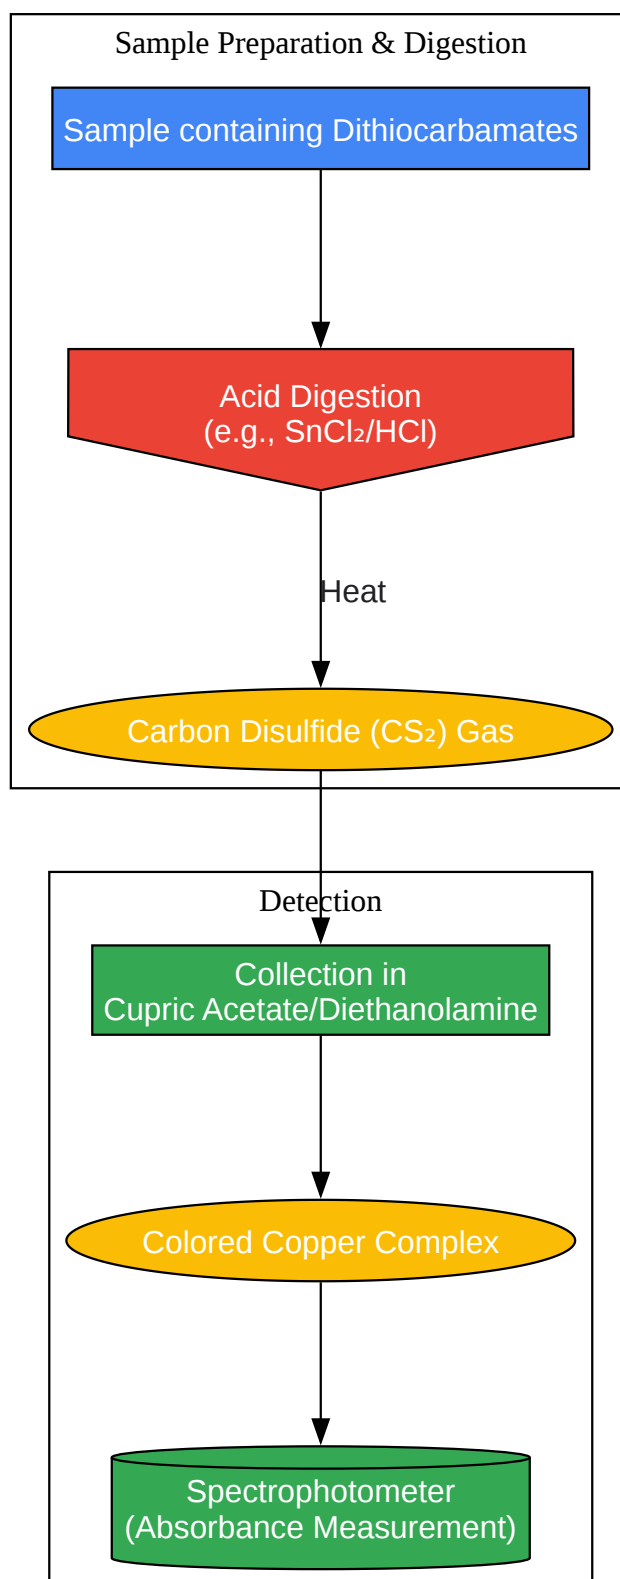 Sample Preparation & Digestion
Sample containing Dithiocarbamates
Acid Digestion
(e.g., SnCl₂/HCl)
Heat
Carbon Disulfide (CS₂) Gas
Detection
Collection in
Cupric Acetate/Diethanolamine
Colored Copper Complex
Spectrophotometer
(Absorbance Measurement)